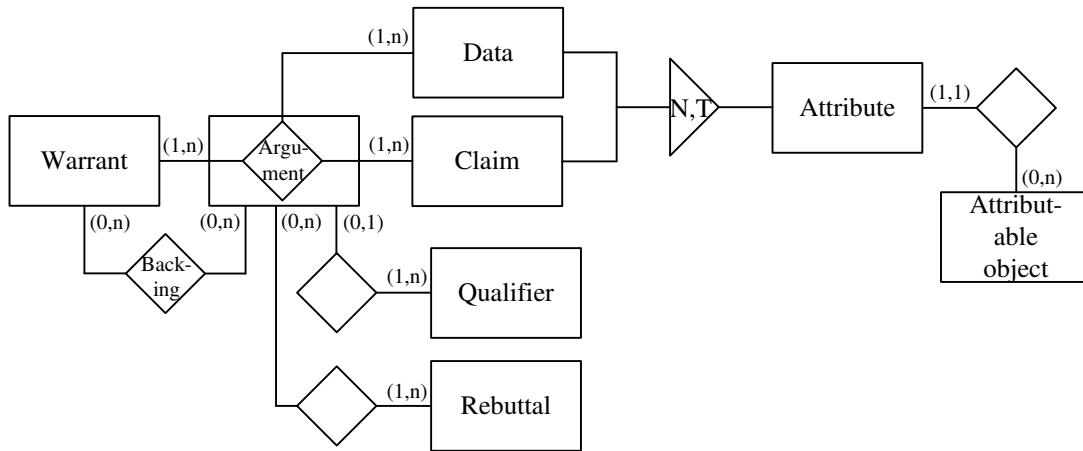 (1,n)
Data
N,T
Attribute
(1,1)
Warrant
(1,n)
Argu-
ment
(1,n)
Claim
(0,n)
Attribut-
able
object
(0,n)
(0,n)
(0,n)
(0,1)
Back-
ing
(1,n)
Qualifier
(1,n)
Rebuttal